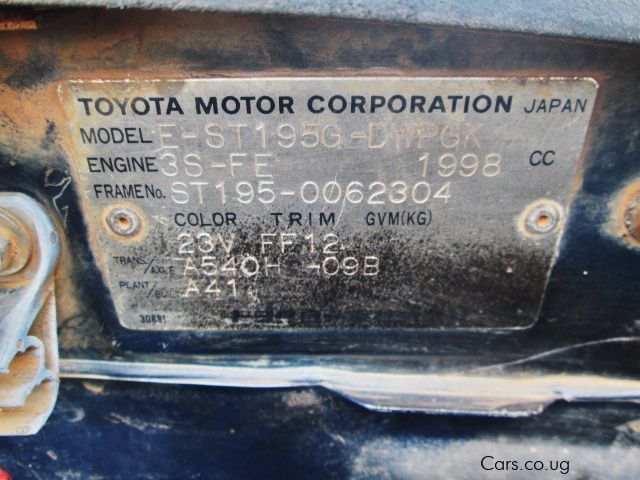 TOYOTA MOTOR CORPORATION JAPAN
MODEL E-ST195G-DWPGK
ENGINE 3S-FE 1998 CC
FRAME No. ST195-0062304
COLOR TRIM GVM(KG)
23V FF12
TRANS./AXLE A540H -09B
PLANT/BUILT A41
30881
Cars.co.ug